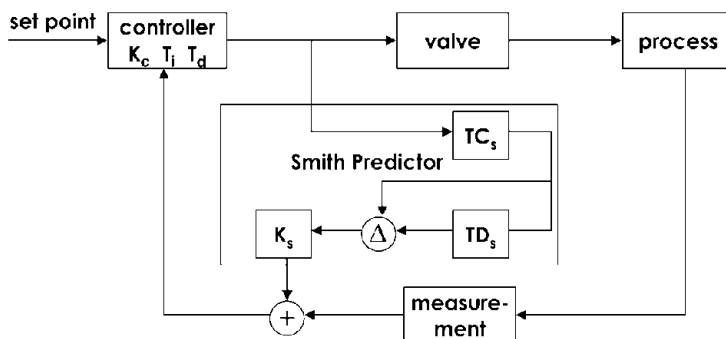 set point
controller
K_c T_i T_d
valve
process
TC_s
Smith Predictor
K_s
Δ
TD_s
+
measure-
ment